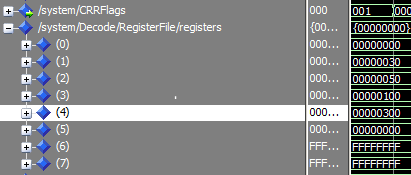 /system/CRRFlags 000 001 000
/system/Decode/RegisterFile/registers {00... {00000000}
(0) 000... 00000000
(1) 000... 00000030
(2) 000... 00000050
(3) 000... 00000100
(4) 000... 00000300
(5) 000... 00000000
(6) FFF... FFFFFFFF
(7) FFF... FFFFFFFF